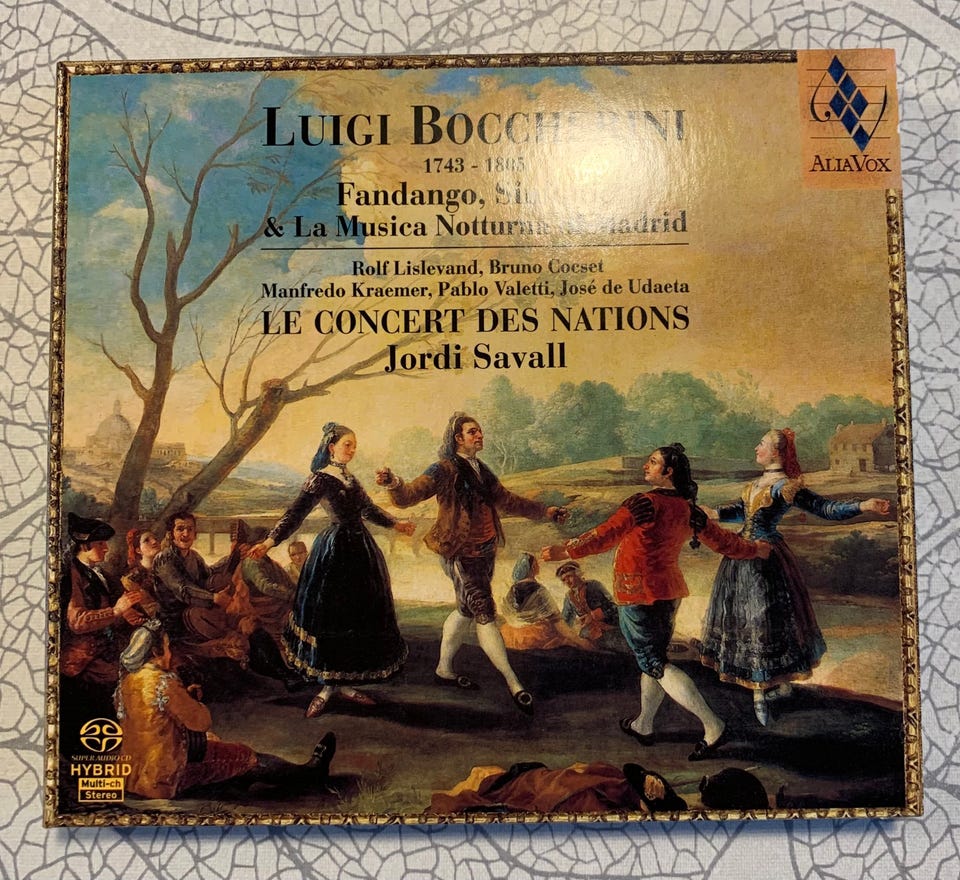 LUIGI BOCCHERINI
1743 - 1805
Fandango,
& La Musica Notturna Madrid
Rolf Lislevand, Bruno Cocset
Manfredo Kraemer, Pablo Valetti, José de Udaeta
LE CONCERT DES NATIONS
Jordi Savall
ALIAVOX
SUPER AUDIO CD
HYBRID
Multi-ch
Stereo